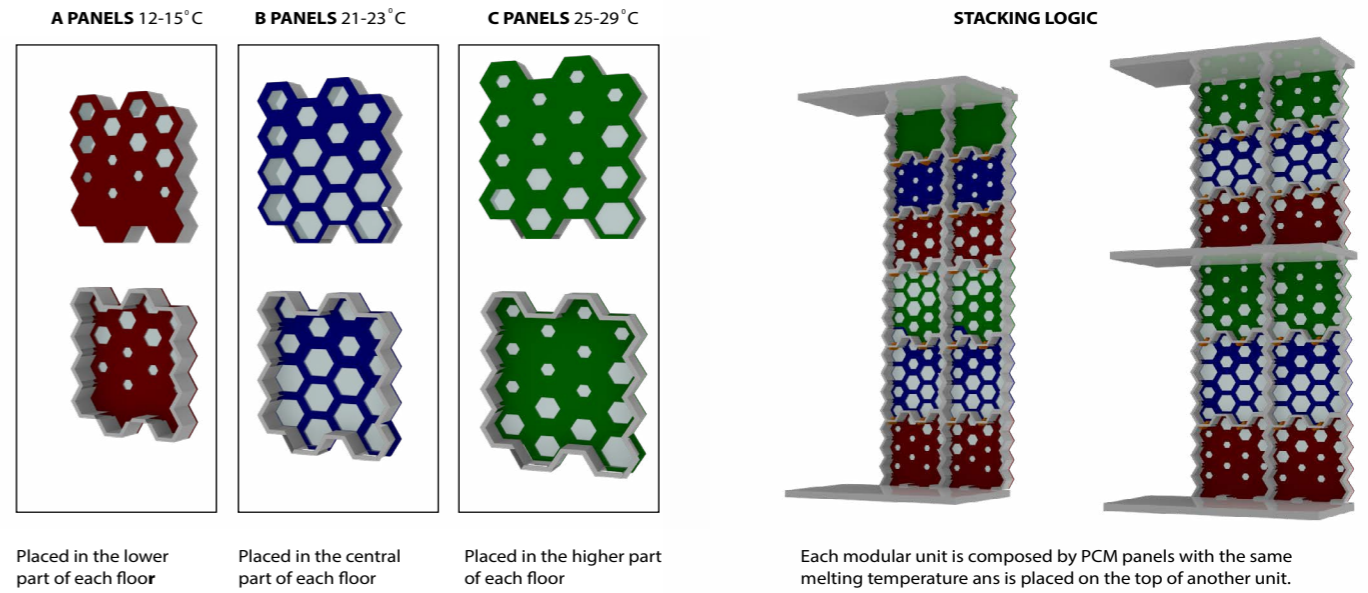 A PANELS 12-15°C
B PANELS 21-23°C
C PANELS 25-29°C
STACKING LOGIC
Placed in the lower
part of each floor
Placed in the central
part of each floor
Placed in the higher part
of each floor
Each modular unit is composed by PCM panels with the same
melting temperature ans is placed on the top of another unit.